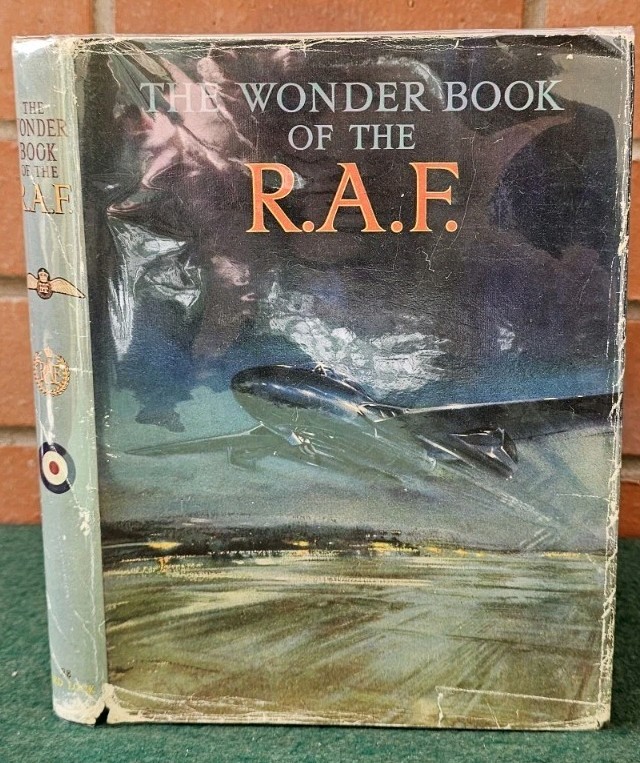 THE WONDER BOOK
OF THE
R.A.F.
THE
WONDER
BOOK
OF THE
R.A.F.